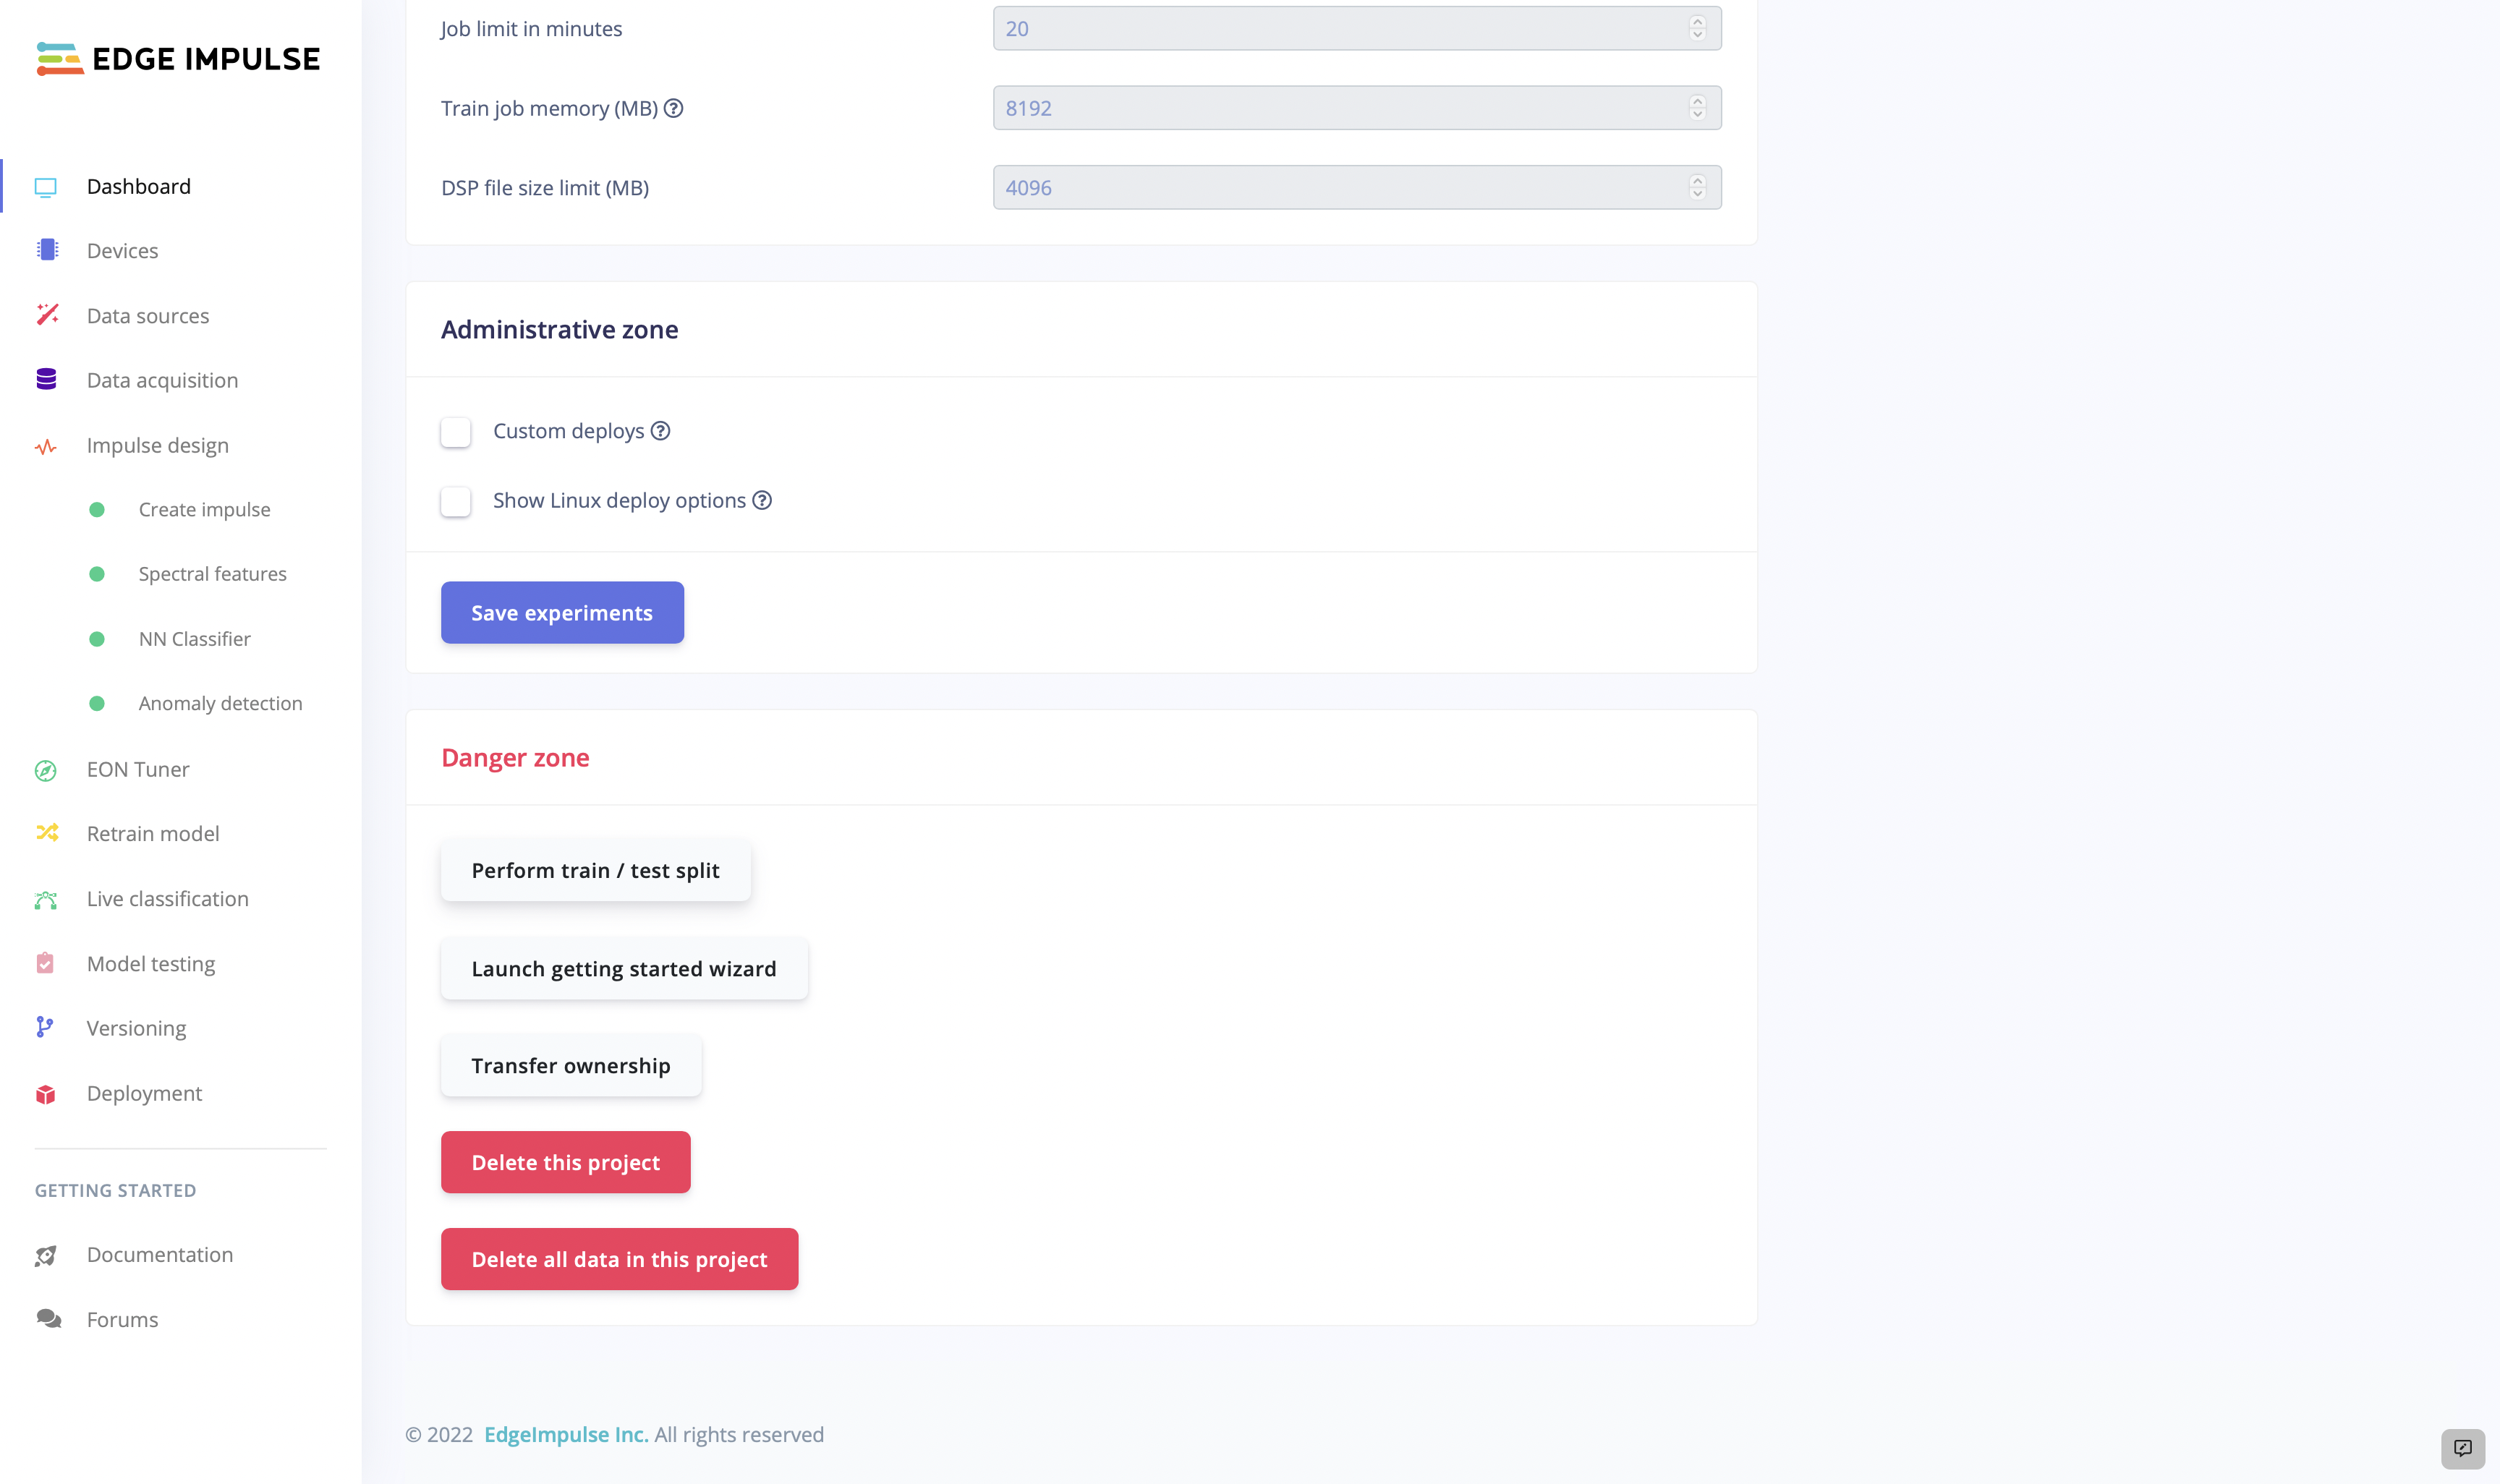 EDGE IMPULSE
Dashboard
Devices
Data sources
Data acquisition
Impulse design
Create impulse
Spectral features
NN Classifier
Anomaly detection
EON Tuner
Retrain model
Live classification
Model testing
Versioning
Deployment
GETTING STARTED
Documentation
Forums
Job limit in minutes 20
Train job memory (MB) ? 8192
DSP file size limit (MB) 4096
Administrative zone
Custom deploys ?
Show Linux deploy options ?
Save experiments
Danger zone
Perform train / test split
Launch getting started wizard
Transfer ownership
Delete this project
Delete all data in this project
© 2022 EdgeImpulse Inc. All rights reserved